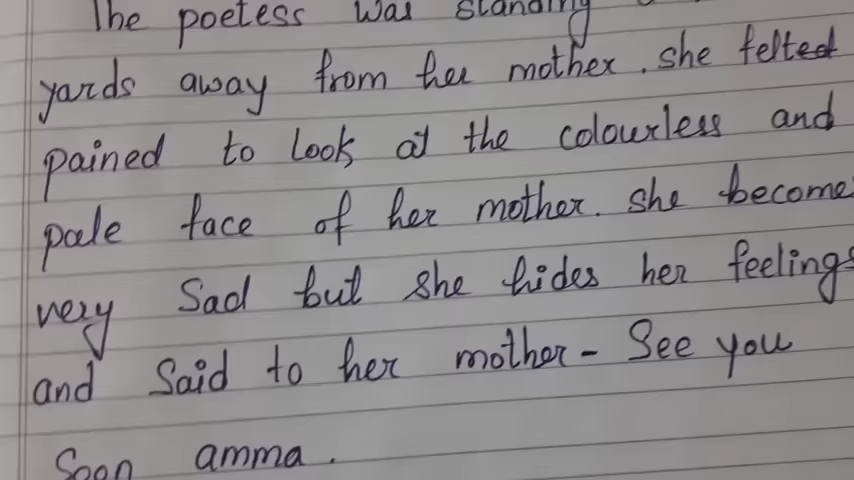 The poetess was standing
yards away from her mother. she felted
pained to look at the colourless and
pale face of her mother. she become
very Sad but she hides her feelings
and Said to her mother - See you
Soon amma.